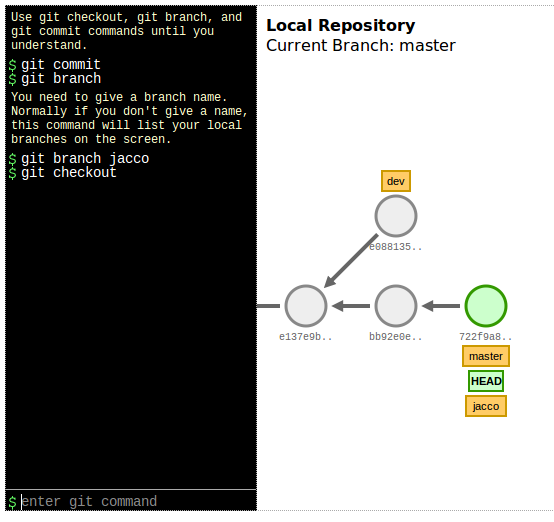 Use git checkout, git branch, and
git commit commands until you
understand.
$ git commit
$ git branch
You need to give a branch name.
Normally if you don't give a name,
this command will list your local
branches on the screen.
$ git branch jacco
$ git checkout
$ enter git command
Local Repository
Current Branch: master
dev
e088135..
e137e9b..
bb92e0e..
722f9a8..
master
HEAD
jacco